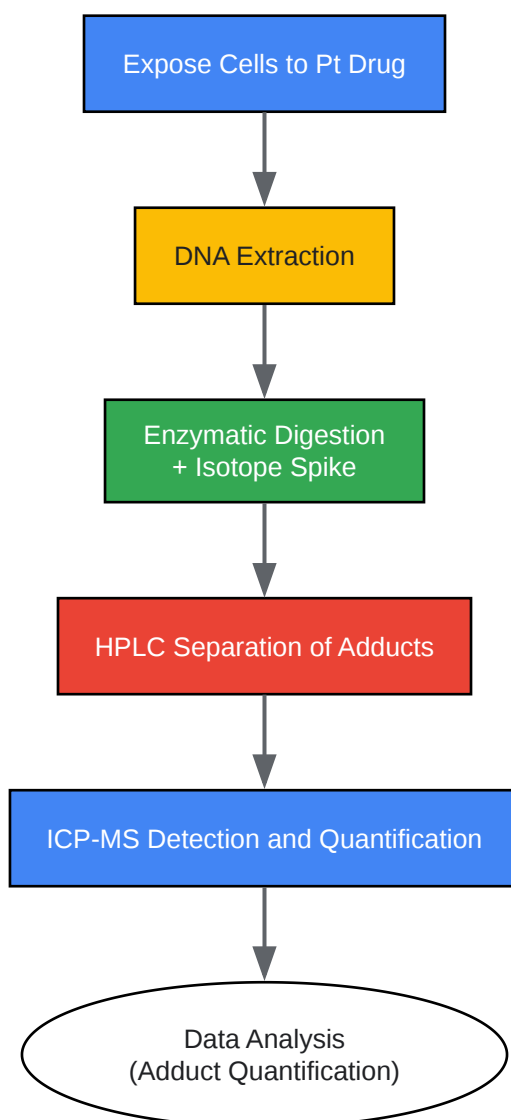 Expose Cells to Pt Drug
DNA Extraction
Enzymatic Digestion
+ Isotope Spike
HPLC Separation of Adducts
ICP-MS Detection and Quantification
Data Analysis
(Adduct Quantification)